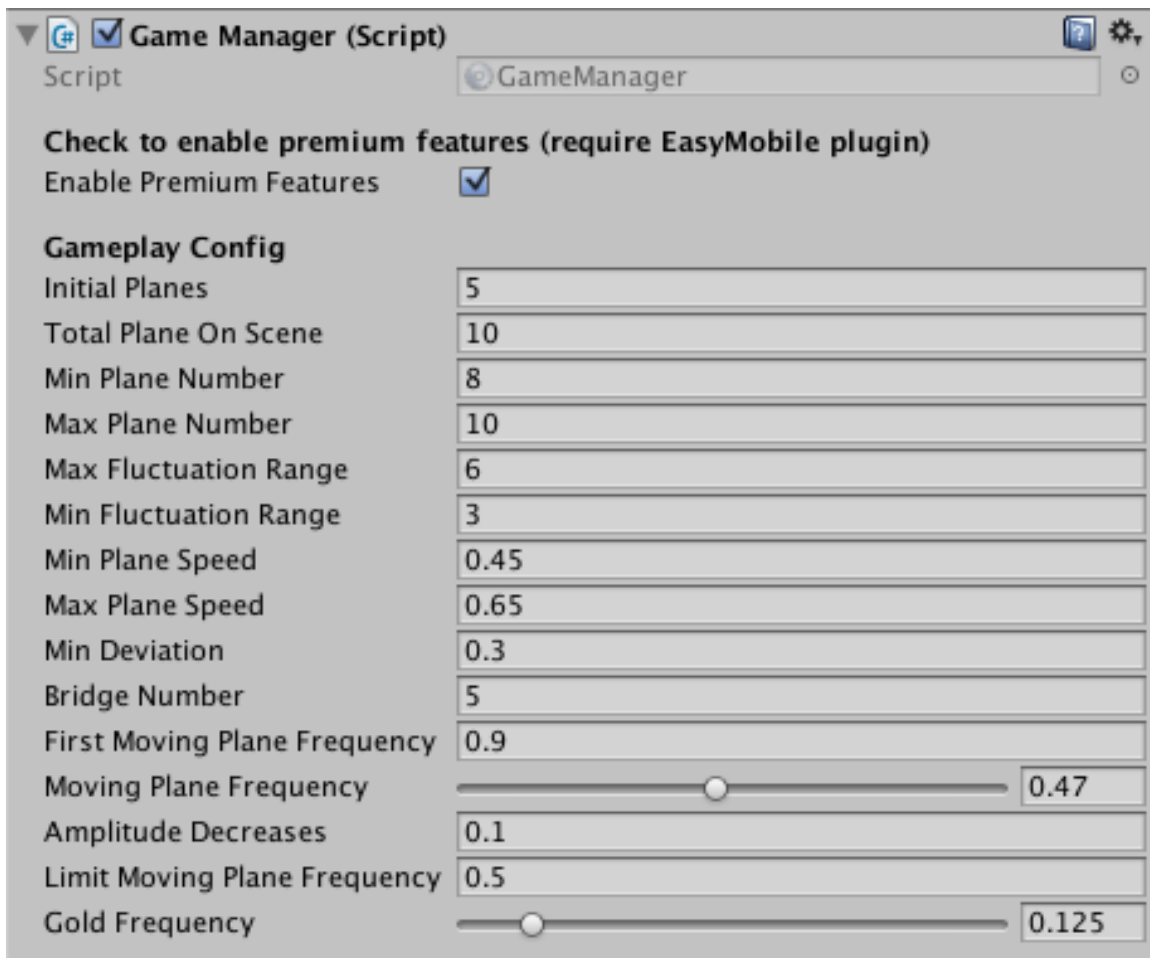 Game Manager (Script)
Script GameManager
Check to enable premium features (require EasyMobile plugin)
Enable Premium Features
Gameplay Config
Initial Planes 5
Total Plane On Scene 10
Min Plane Number 8
Max Plane Number 10
Max Fluctuation Range 6
Min Fluctuation Range 3
Min Plane Speed 0.45
Max Plane Speed 0.65
Min Deviation 0.3
Bridge Number 5
First Moving Plane Frequency 0.9
Moving Plane Frequency 0.47
Amplitude Decreases 0.1
Limit Moving Plane Frequency 0.5
Gold Frequency 0.125